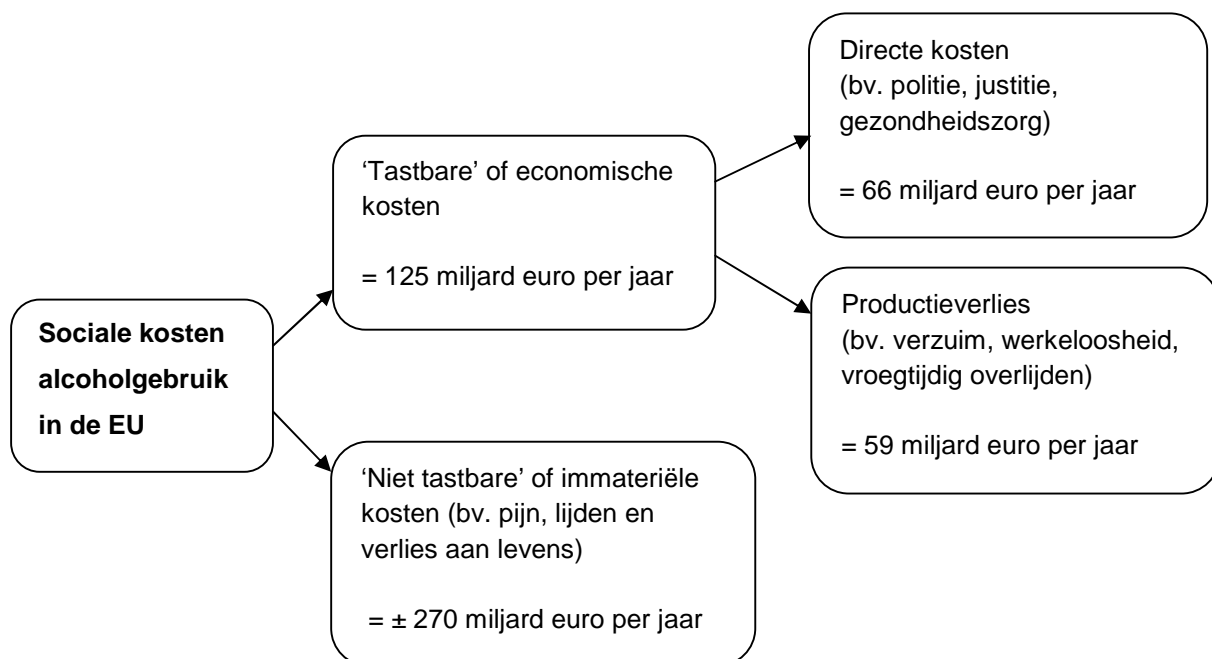 Sociale kosten
alcoholgebruik
in de EU
‘Tastbare’ of economische
kosten
= 125 miljard euro per jaar
Directe kosten
(bv. politie, justitie,
gezondheidszorg)
= 66 miljard euro per jaar
Productieverlies
(bv. verzuim, werkeloosheid,
vroegtijdig overlijden)
= 59 miljard euro per jaar
‘Niet tastbare’ of immateriële
kosten (bv. pijn, lijden en
verlies aan levens)
= ± 270 miljard euro per jaar